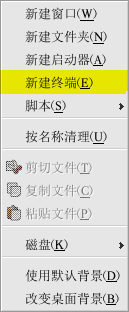 新建窗口(W)
新建文件夹(N)
新建启动器(A)
新建终端(E)
脚本(S)
按名称清理(U)
剪切文件(T)
复制文件(C)
粘贴文件(P)
磁盘(K)
使用默认背景(D)
改变桌面背景(B)